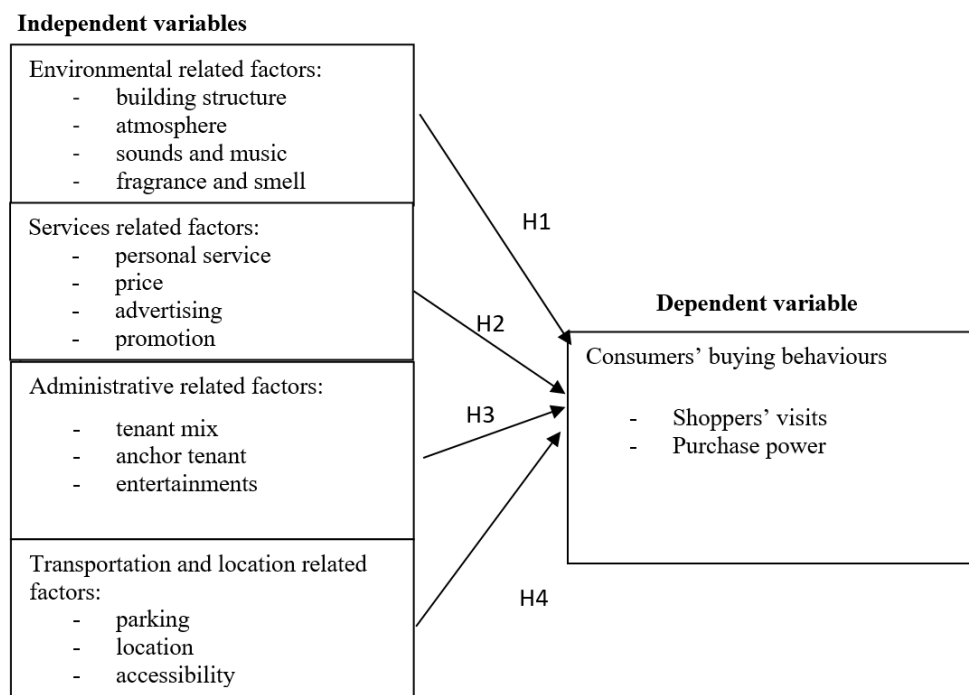 Independent variables
Environmental related factors:
- building structure
- atmosphere
- sounds and music
- fragrance and smell
Services related factors:
- personal service
- price
- advertising
- promotion
Administrative related factors:
- tenant mix
- anchor tenant
- entertainments
Transportation and location related
factors:
- parking
- location
- accessibility
H1
H2
H3
H4
Dependent variable
Consumers’ buying behaviours
- Shoppers’ visits
- Purchase power